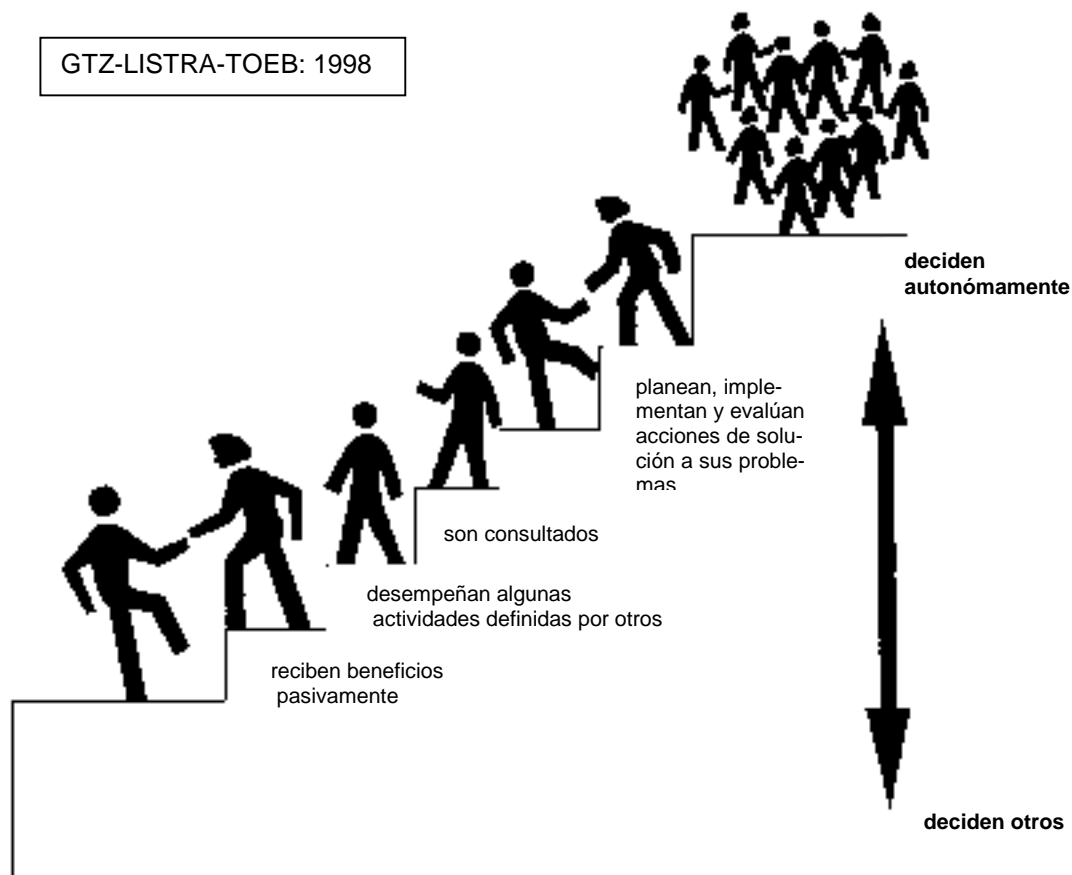 GTZ-LISTRA-TOEB: 1998
deciden
autonómamente
planean, imple-
mentan y evalúan
acciones de solu-
ción a sus proble-
mas
son consultados
desempeñan algunas
actividades definidas por otros
reciben beneficios
pasivamente
deciden otros